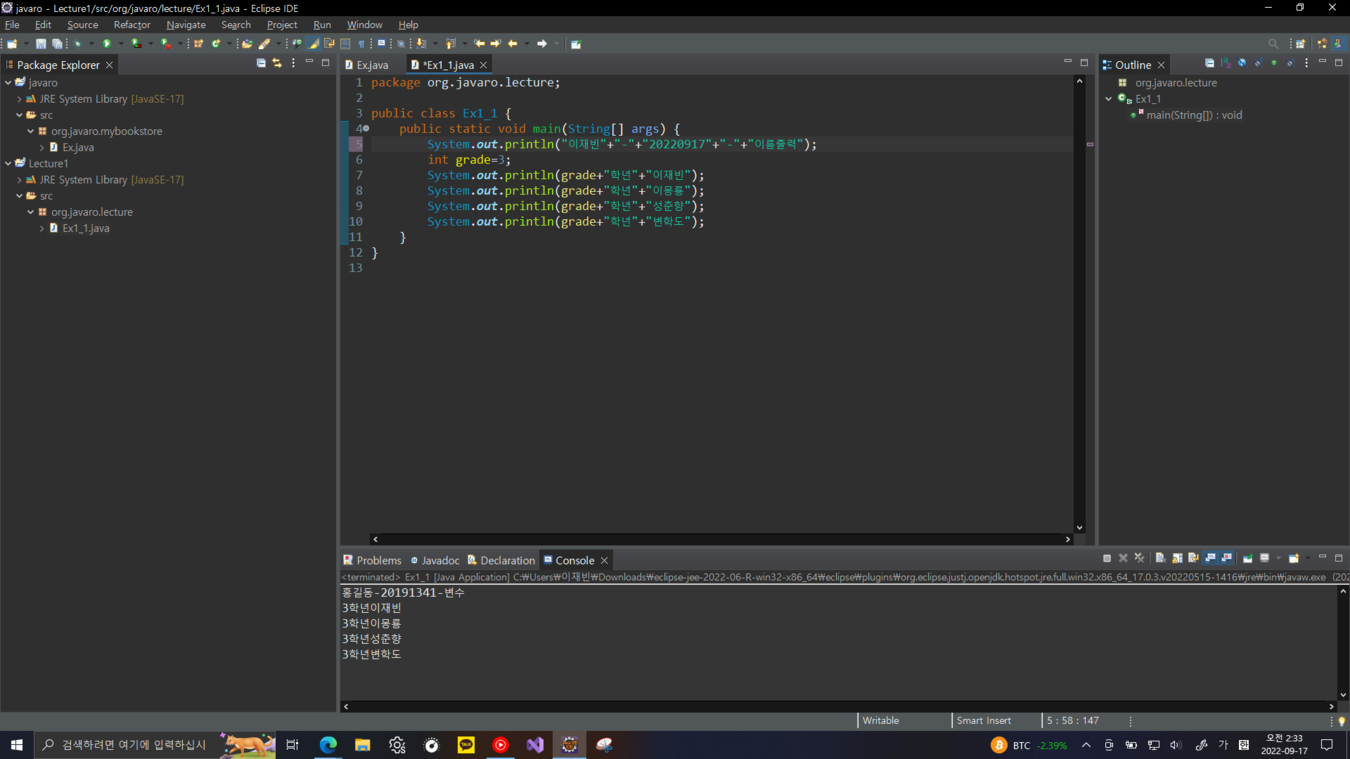 javaro - Lecture1/src/org/javaro/lecture/Ex1_1.java - Eclipse IDE
File Edit Source Refactor Navigate Search Project Run Window Help
Package Explorer
javaro
JRE System Library [JavaSE-17]
src
org.javaro.mybookstore
Ex.java
Lecture1
JRE System Library [JavaSE-17]
src
org.javaro.lecture
Ex1_1.java
Ex.java *Ex1_1.java
1 package org.javaro.lecture;
2
3 public class Ex1_1 {
4 public static void main(String[] args) {
5 System.out.println("이재빈"+"-"+"20220917"+"-"+"이름출력");
6 int grade=3;
7 System.out.println(grade+"학년"+"이재빈");
8 System.out.println(grade+"학년"+"이몽룡");
9 System.out.println(grade+"학년"+"성준향");
10 System.out.println(grade+"학년"+"변학도");
11 }
12 }
13
Outline
org.javaro.lecture
Ex1_1
main(String[]) : void
Problems Javadoc Declaration Console
<terminated> Ex1_1 [Java Application] C:₩Users₩이재빈₩Downloads₩eclipse-jee-2022-06-R-win32-x86_64₩eclipse₩plugins₩org.eclipse.justj.openjdk.hotspot.jre.full.win32.x86_64_17.0.3.v20220515-1416₩jre₩bin₩javaw.exe (202
홍길동-20191341-변수
3학년이재빈
3학년이몽룡
3학년성준향
3학년변학도
Writable Smart Insert 5 : 58 : 147
검색하려면 여기에 입력하십시
TALK
BTC -2.39%
가 한
오전 2:33
2022-09-17